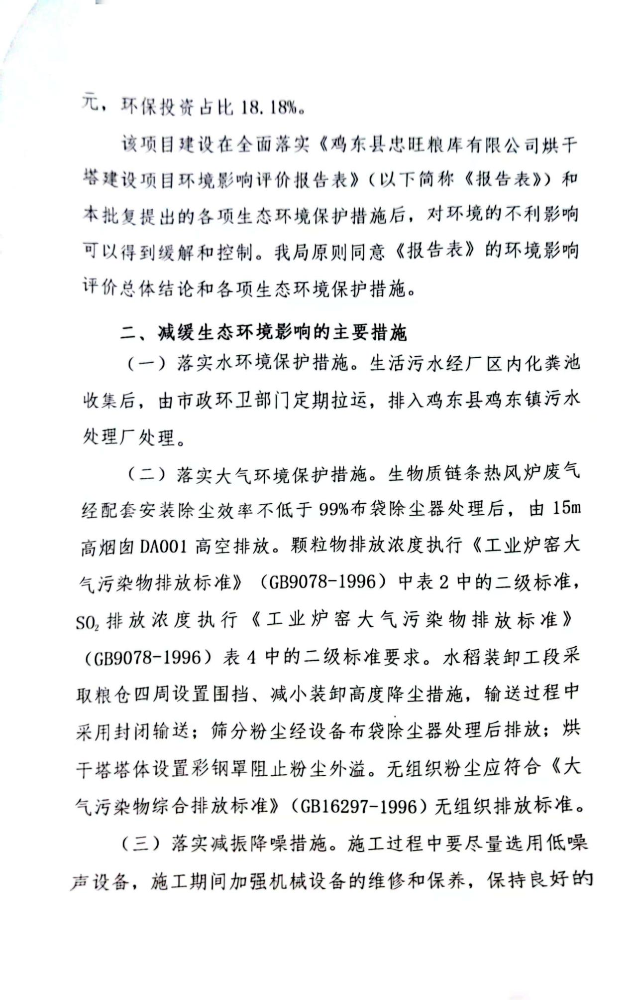 元，环保投资占比 18.18%。
该项目建设在全面落实《鸡东县忠旺粮库有限公司烘干
塔建设项目环境影响评价报告表》（以下简称《报告表》）和
本批复提出的各项生态环境保护措施后，对环境的不利影响
可以得到缓解和控制。我局原则同意《报告表》的环境影响
评价总体结论和各项生态环境保护措施。
二、减缓生态环境影响的主要措施
（一）落实水环境保护措施。生活污水经厂区内化粪池
收集后，由市政环卫部门定期拉运，排入鸡东县鸡东镇污水
处理厂处理。
（二）落实大气环境保护措施。生物质链条热风炉废气
经配套安装除尘效率不低于 99%布袋除尘器处理后，由 15m
高烟囱 DA001 高空排放。颗粒物排放浓度执行《工业炉窑大
气污染物排放标准》（GB9078-1996）中表 2 中的二级标准，
SO₂ 排放浓度执行《工业炉窑大气污染物排放标准》
（GB9078-1996）表 4 中的二级标准要求。水稻装卸工段采
取粮仓四周设置围挡、减小装卸高度降尘措施，输送过程中
采用封闭输送；筛分粉尘经设备布袋除尘器处理后排放；烘
干塔塔体设置彩钢罩阻止粉尘外溢。无组织粉尘应符合《大
气污染物综合排放标准》（GB16297-1996）无组织排放标准。
（三）落实减振降噪措施。施工过程中要尽量选用低噪
声设备，施工期间加强机械设备的维修和保养，保持良好的